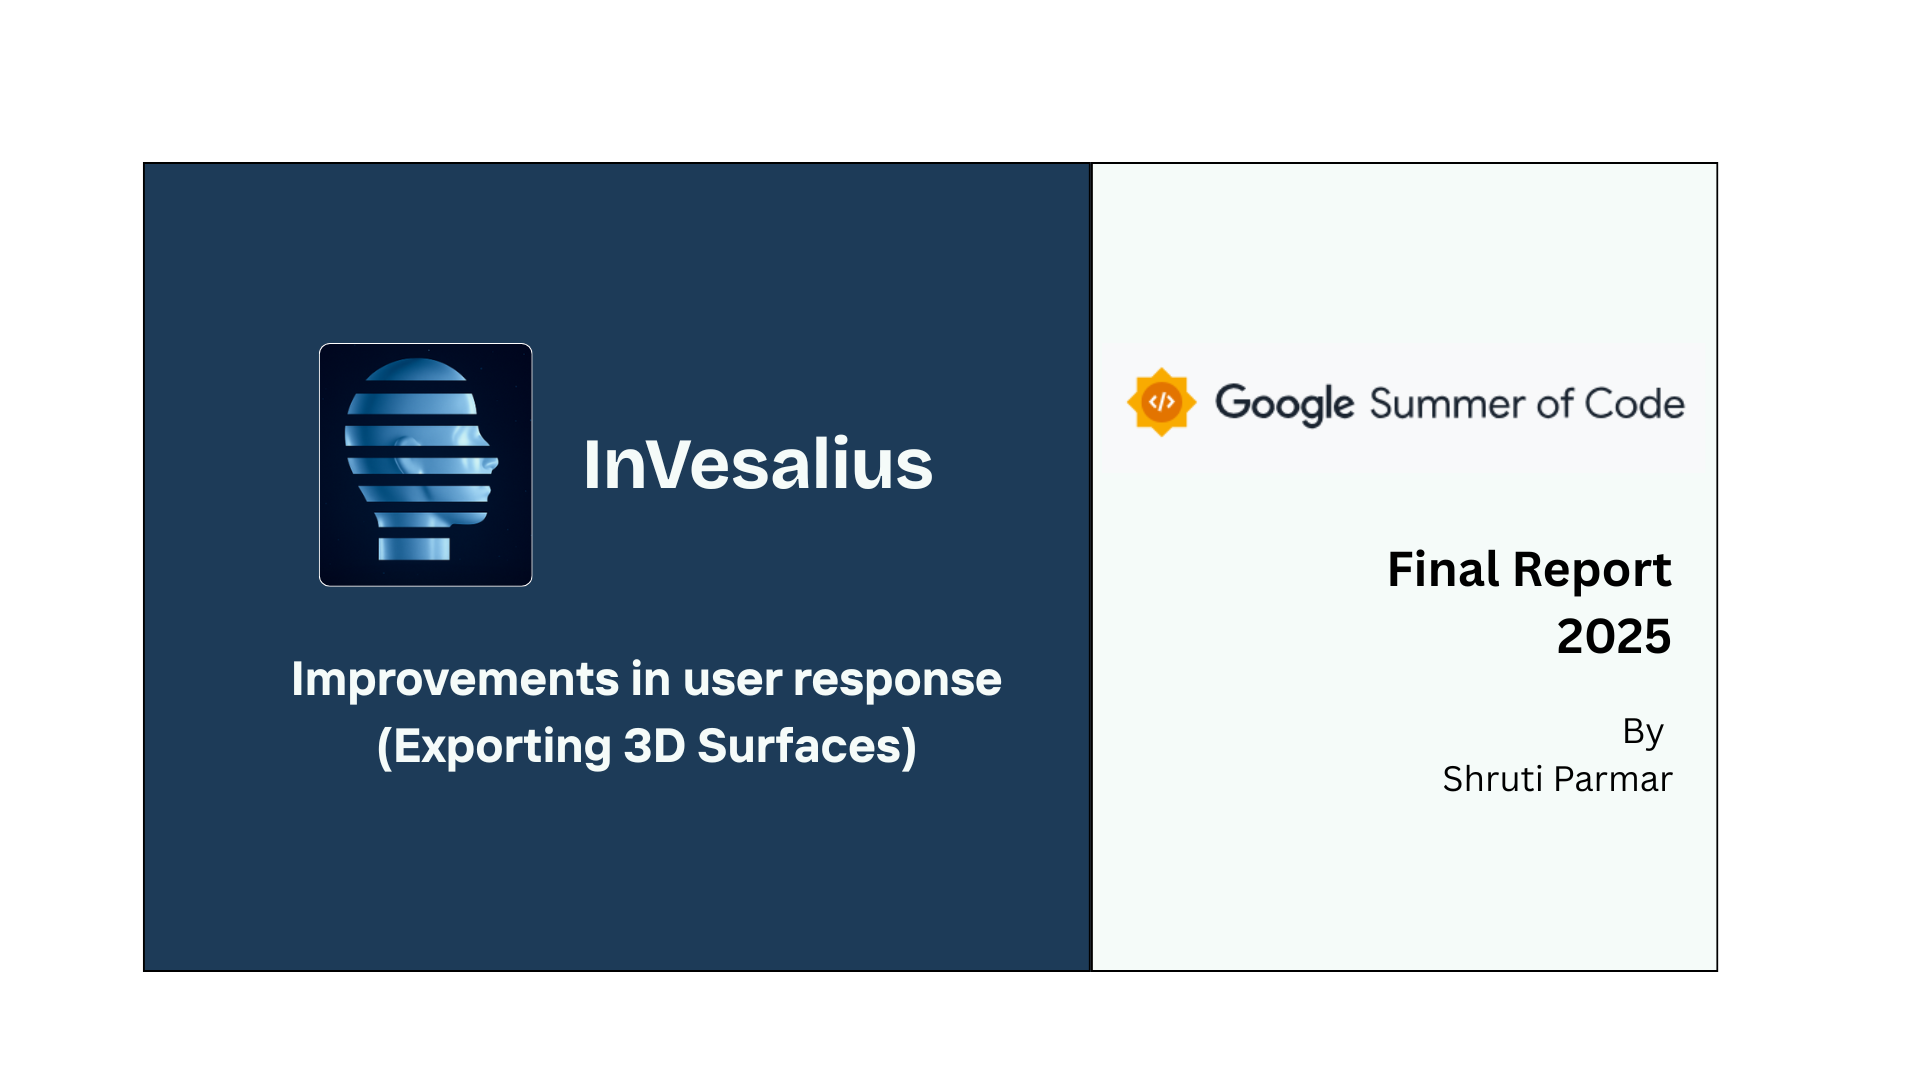 InVesalius
Improvements in user response
(Exporting 3D Surfaces)
</> Google Summer of Code
Final Report
2025
By
Shruti Parmar